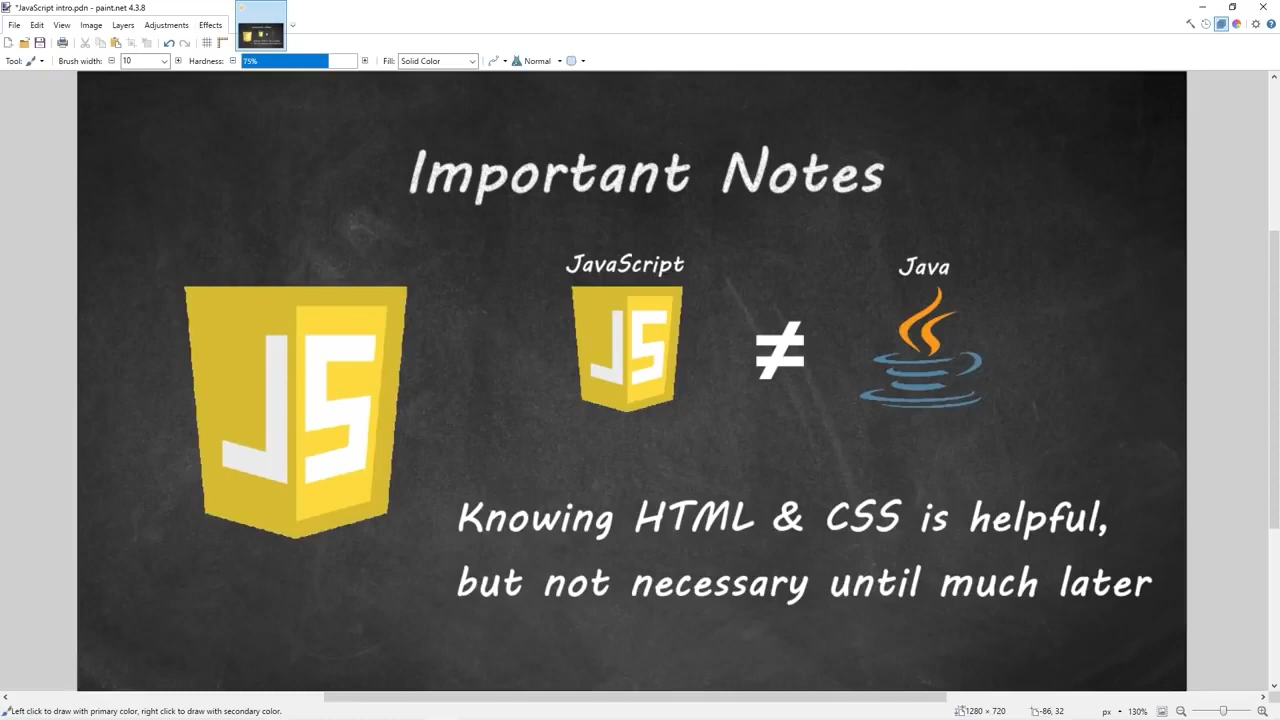 *JavaScript intro.pdn - paint.net 4.3.8
File Edit View Image Layers Adjustments Effects
Tool: Brush width: 10 Hardness: 75% Fill: Solid Color Normal
Important Notes
JavaScript Java
JS JS ≠
Knowing HTML & CSS is helpful,
but not necessary until much later
Left click to draw with primary color, right click to draw with secondary color. 1280 × 720 -86, 32 px 130%